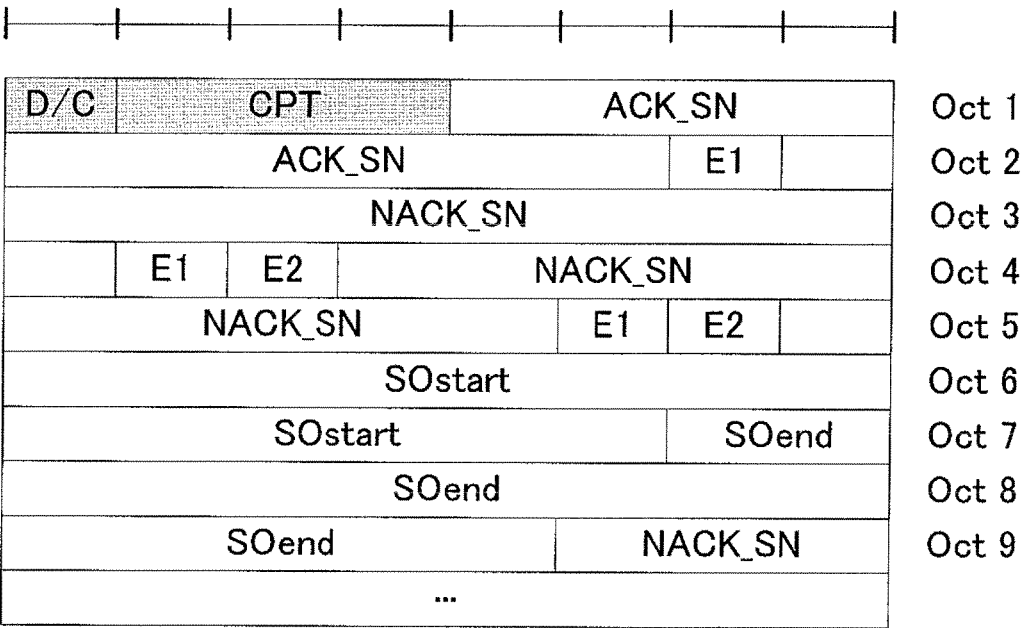 D/C CPT ACK_SN Oct 1
ACK_SN E1 Oct 2
NACK_SN Oct 3
E1 E2 NACK_SN Oct 4
NACK_SN E1 E2 Oct 5
SOstart Oct 6
SOstart SOend Oct 7
SOend Oct 8
SOend NACK_SN Oct 9
...